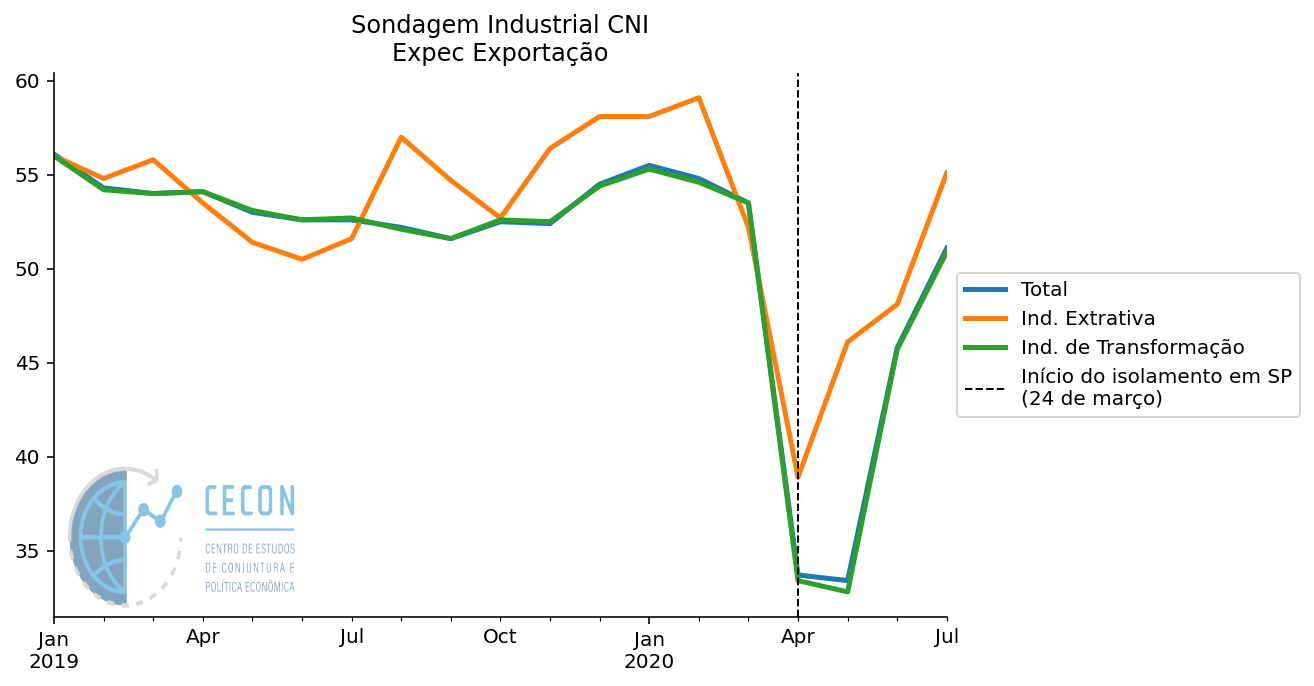 Sondagem Industrial CNI
Expec Exportação
60
55
50
45
40
35
Jan
2019
Apr
Jul
Oct
Jan
2020
Apr
Jul
Total
Ind. Extrativa
Ind. de Transformação
Início do isolamento em SP
(24 de março)
CECON
CENTRO DE ESTUDOS
DE CONJUNTURA E
POLÍTICA ECONÔMICA